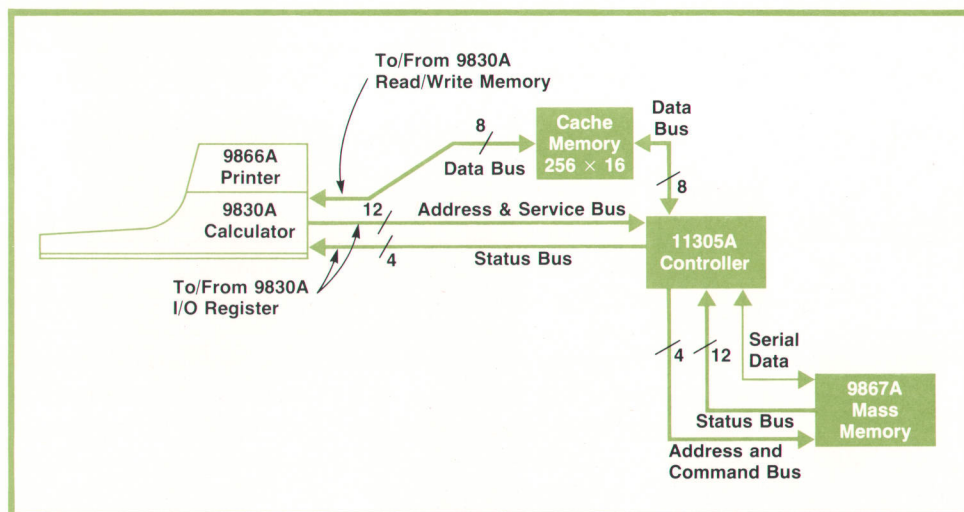 To/From 9830A
Read/Write Memory
8
Data Bus
Cache
Memory
256 × 16
Data
Bus
8
9866A
Printer
9830A
Calculator
12
Address & Service Bus
4
Status Bus
To/From 9830A
I/O Register
11305A
Controller
4
12
Serial
Data
Status Bus
Address and
Command Bus
9867A
Mass
Memory